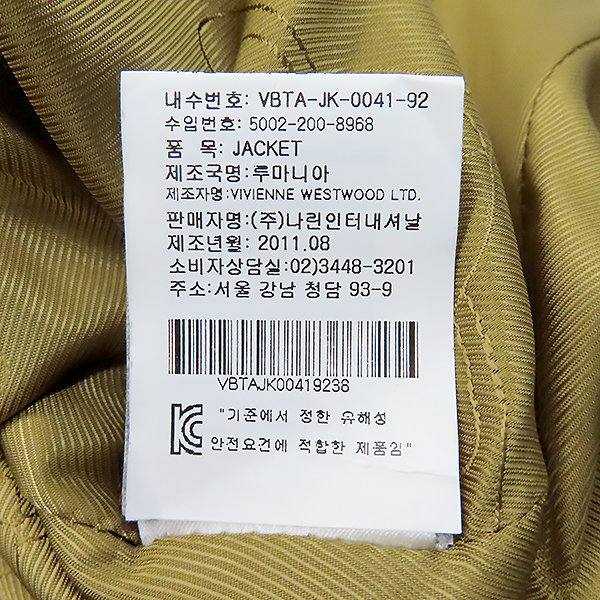 내수번호: VBTA-JK-0041-92
수입번호: 5002-200-8968
품 목: JACKET
제조국명:루마니아
제조자명:VIVIENNE WESTWOOD LTD.
판매자명:(주)나린인터내셔날
제조년월: 2011.08
소비자상담실:02)3448-3201
주소:서울 강남 청담 93-9
VBTAJK00419238
"기준에서 정한 유해성
안전요건에 적합한 제품임"